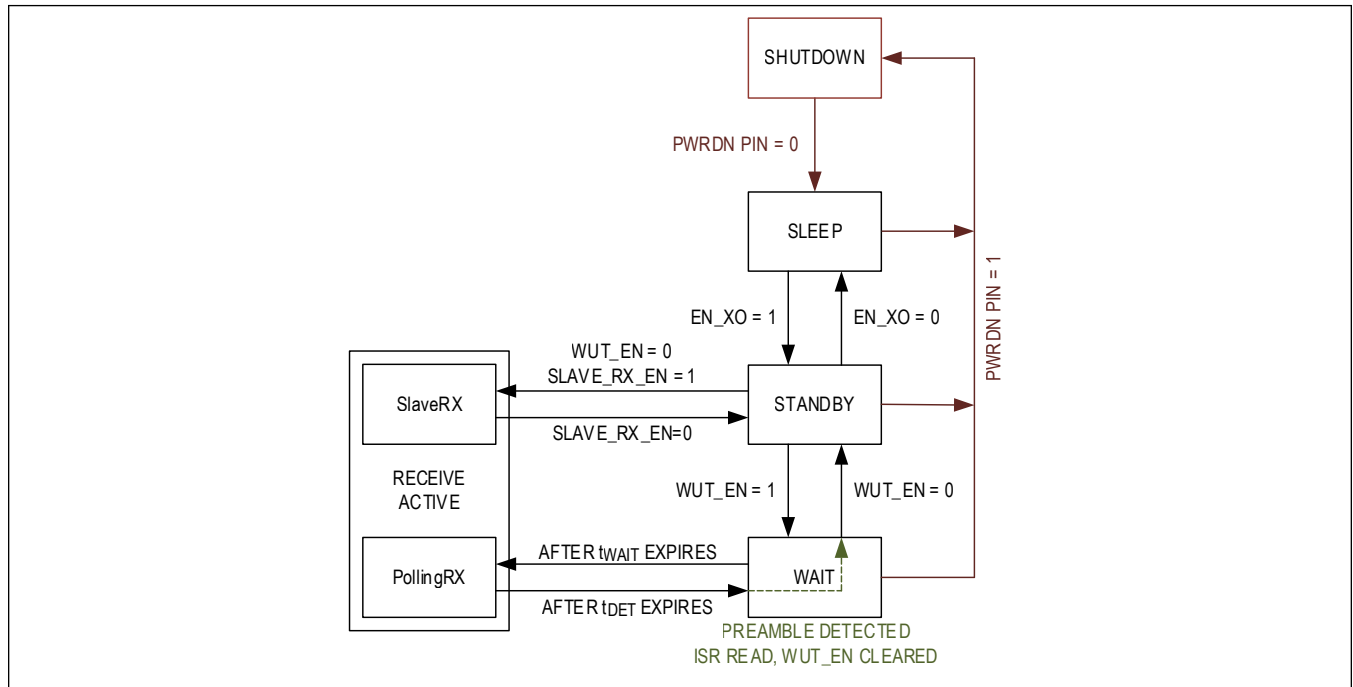 SHUTDOWN
PWRDN PIN = 0
SLEEP
PWRDN PIN = 1
EN_XO = 1
EN_XO = 0
WUT_EN = 0
SLAVE_RX_EN = 1
SlaveRX
STANDBY
SLAVE_RX_EN=0
RECEIVE
ACTIVE
WUT_EN = 1
WUT_EN = 0
AFTER tWAIT EXPIRES
PollingRX
WAIT
AFTER tDET EXPIRES
PREAMBLE DETECTED
ISR READ, WUT_EN CLEARED